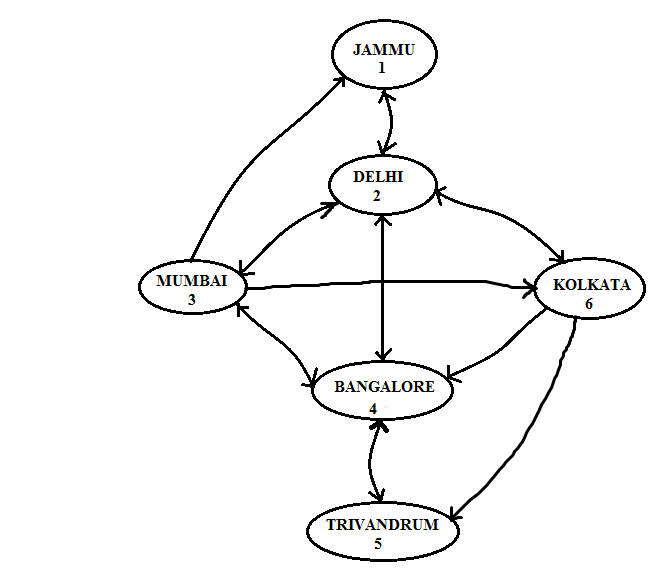 JAMMU
1
DELHI
2
MUMBAI
3
KOLKATA
6
BANGALORE
4
TRIVANDRUM
5